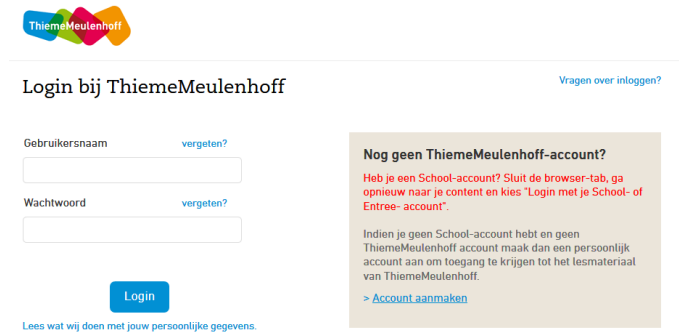 ThiemeMeulenhoff
Login bij ThiemeMeulenhoff
Vragen over inloggen?
Gebruikersnaam vergeten?
Wachtwoord vergeten?
Login
Lees wat wij doen met jouw persoonlijke gegevens.
Nog geen ThiemeMeulenhoff-account?
Heb je een School-account? Sluit de browser-tab, ga
opnieuw naar je content en kies "Login met je School- of
Entree- account".
Indien je geen School-account hebt en geen
ThiemeMeulenhoff account maak dan een persoonlijk
account aan om toegang te krijgen tot het lesmateriaal
van ThiemeMeulenhoff.
> Account aanmaken